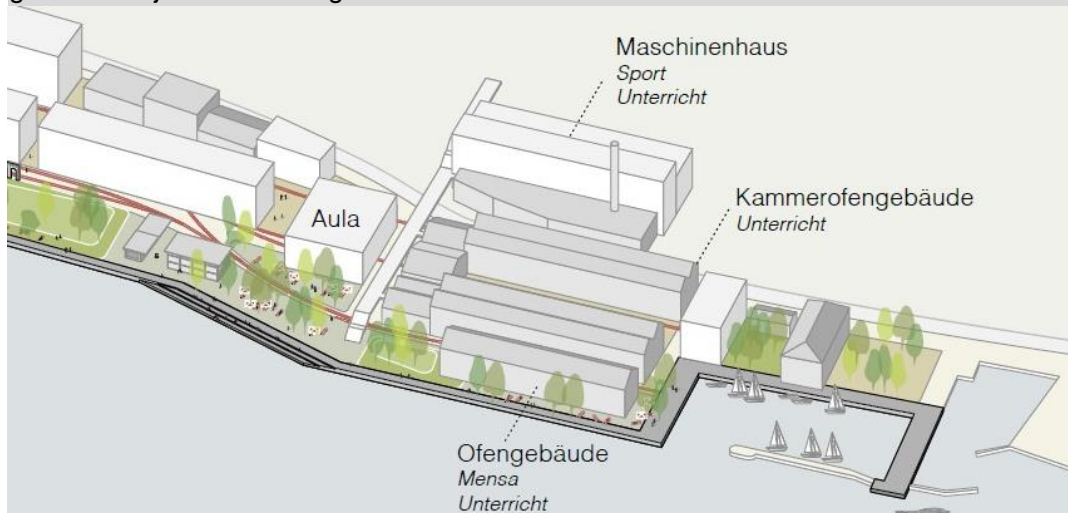 Maschinenhaus
Sport
Unterricht
Kammerofengebäude
Unterricht
Aula
Ofengebäude
Mensa
Unterricht